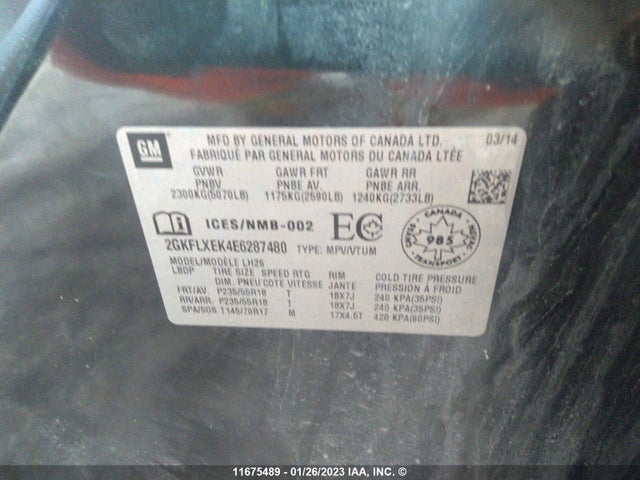 GM
MFD BY GENERAL MOTORS OF CANADA LTD. 03/14
FABRIQUÉ PAR GENERAL MOTORS DU CANADA LTÉE
GVWR GAWR FRT GAWR RR
PNBV PNBE AV. PNBE ARR.
2300KG(5070LB) 1175KG(2590LB) 1240KG(2733LB)
ICES/NMB-002 EC
CANADA
985
TRANSPORT
2GKFLXEK4E6287480 TYPE: MPV/VTUM
MODEL/MODÈLE LH26
LBDP TIRE SIZE SPEED RTG RIM COLD TIRE PRESSURE
DIM. PNEU COTE VITESSE JANTE PRESSION À FROID
FRT/AV. P235/55R18 T 18X7J 240 KPA(35PSI)
RR/ARR. P235/55R18 T 18X7J 240 KPA(35PSI)
SPA/SOS T145/70R17 M 17X4.5T 420 KPA(60PSI)
11675489 - 01/26/2023 IAA, INC. ©